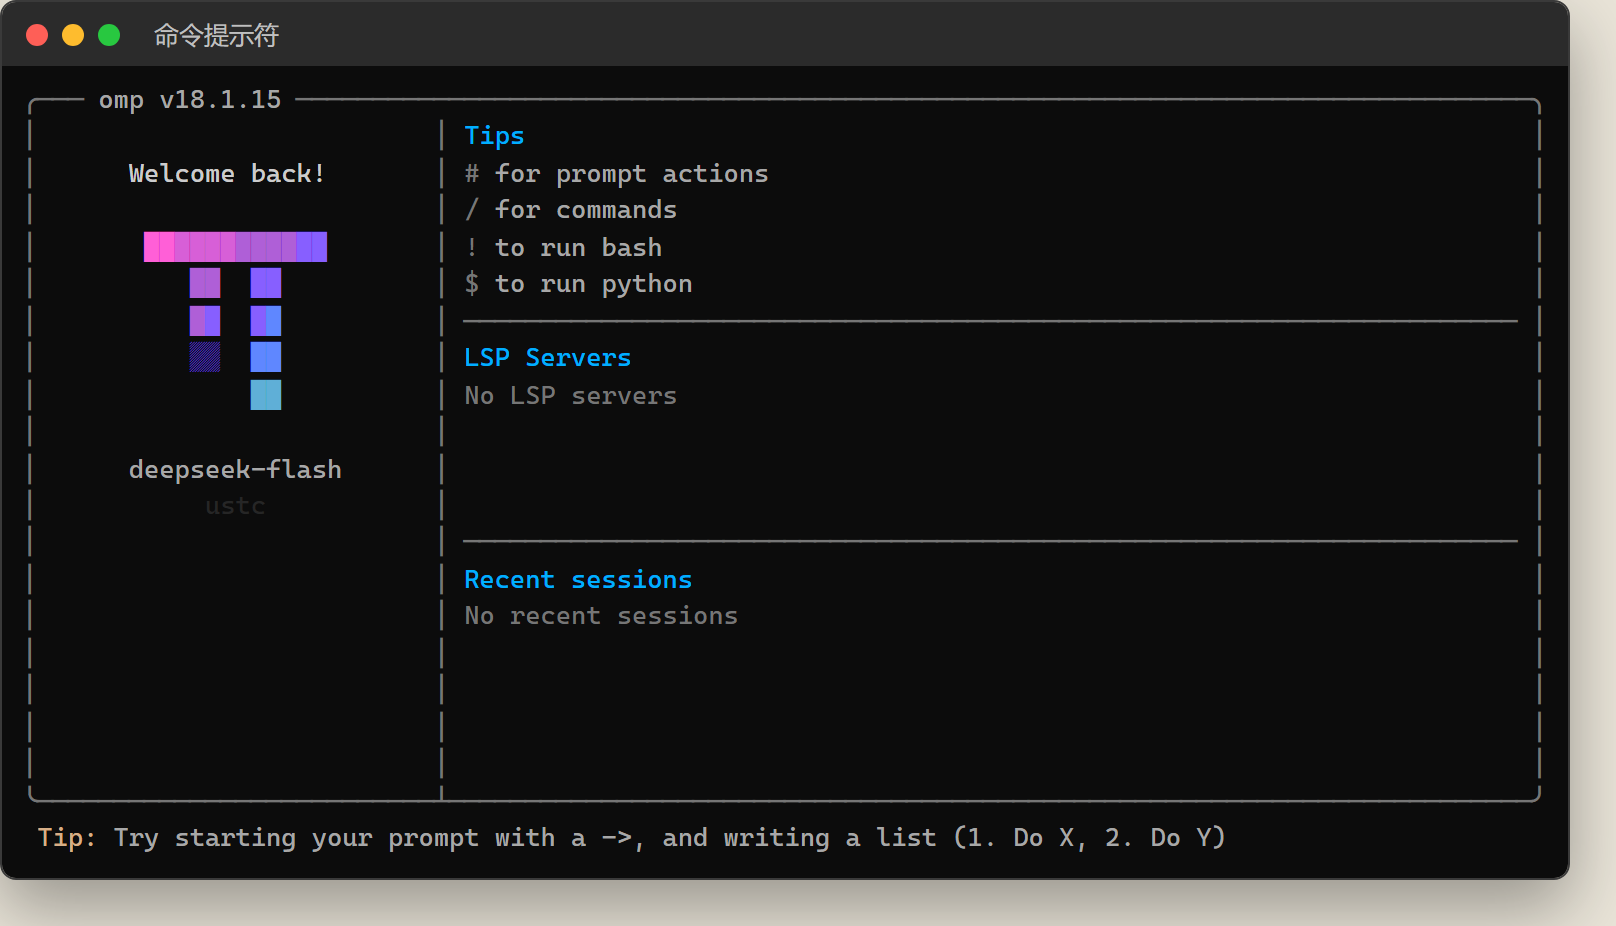 命令提示符
omp v18.1.15
Welcome back!
deepseek-flash
ustc
Tips
# for prompt actions
/ for commands
! to run bash
$ to run python
LSP Servers
No LSP servers
Recent sessions
No recent sessions
Tip: Try starting your prompt with a ->, and writing a list (1. Do X, 2. Do Y)